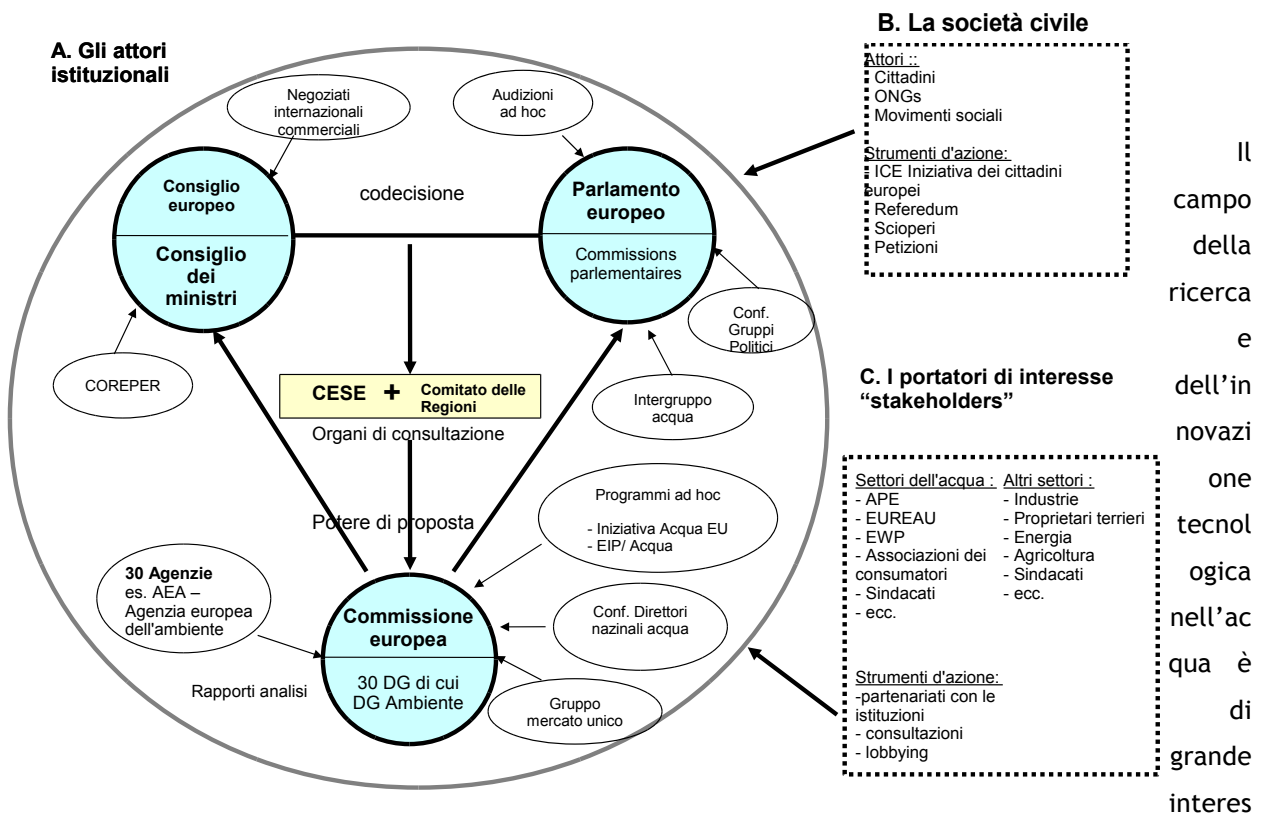 A. Gli attori
istituzionali
Negoziati
internazionali
commerciali
Audizioni
ad hoc
Consiglio
europeo
Consiglio
dei
ministri
codecisione
Parlamento
europeo
Commissions
parlementaires
Conf.
Gruppi
Politici
COREPER
Intergruppo
acqua
CESE + Comitato delle
Regioni
Organi di consultazione
Potere di proposta
Programmi ad hoc
- Iniziativa Acqua EU
- EIP/ Acqua
30 Agenzie
es. AEA –
Agenzia europea
dell'ambiente
Rapporti analisi
Commissione
europea
30 DG di cui
DG Ambiente
Conf. Direttori
nazinali acqua
Gruppo
mercato unico
B. La società civile
Attori ::
Cittadini
ONGs
Movimenti sociali
Strumenti d'azione:
- ICE Iniziativa dei cittadini
europei
Referedum
Scioperi
Petizioni
C. I portatori di interesse
“stakeholders”
Settori dell'acqua :
- APE
- EUREAU
- EWP
- Associazioni dei
consumatori
- Sindacati
- ecc.
Altri settori :
- Industrie
- Proprietari terrieri
- Energia
- Agricoltura
- Sindacati
- ecc.
Strumenti d'azione:
-partenariati con le
istituzioni
- consultazioni
- lobbying
Il
campo
della
ricerca
e
dell’in
novazi
one
tecnol
ogica
nell’ac
qua è
di
grande
interes